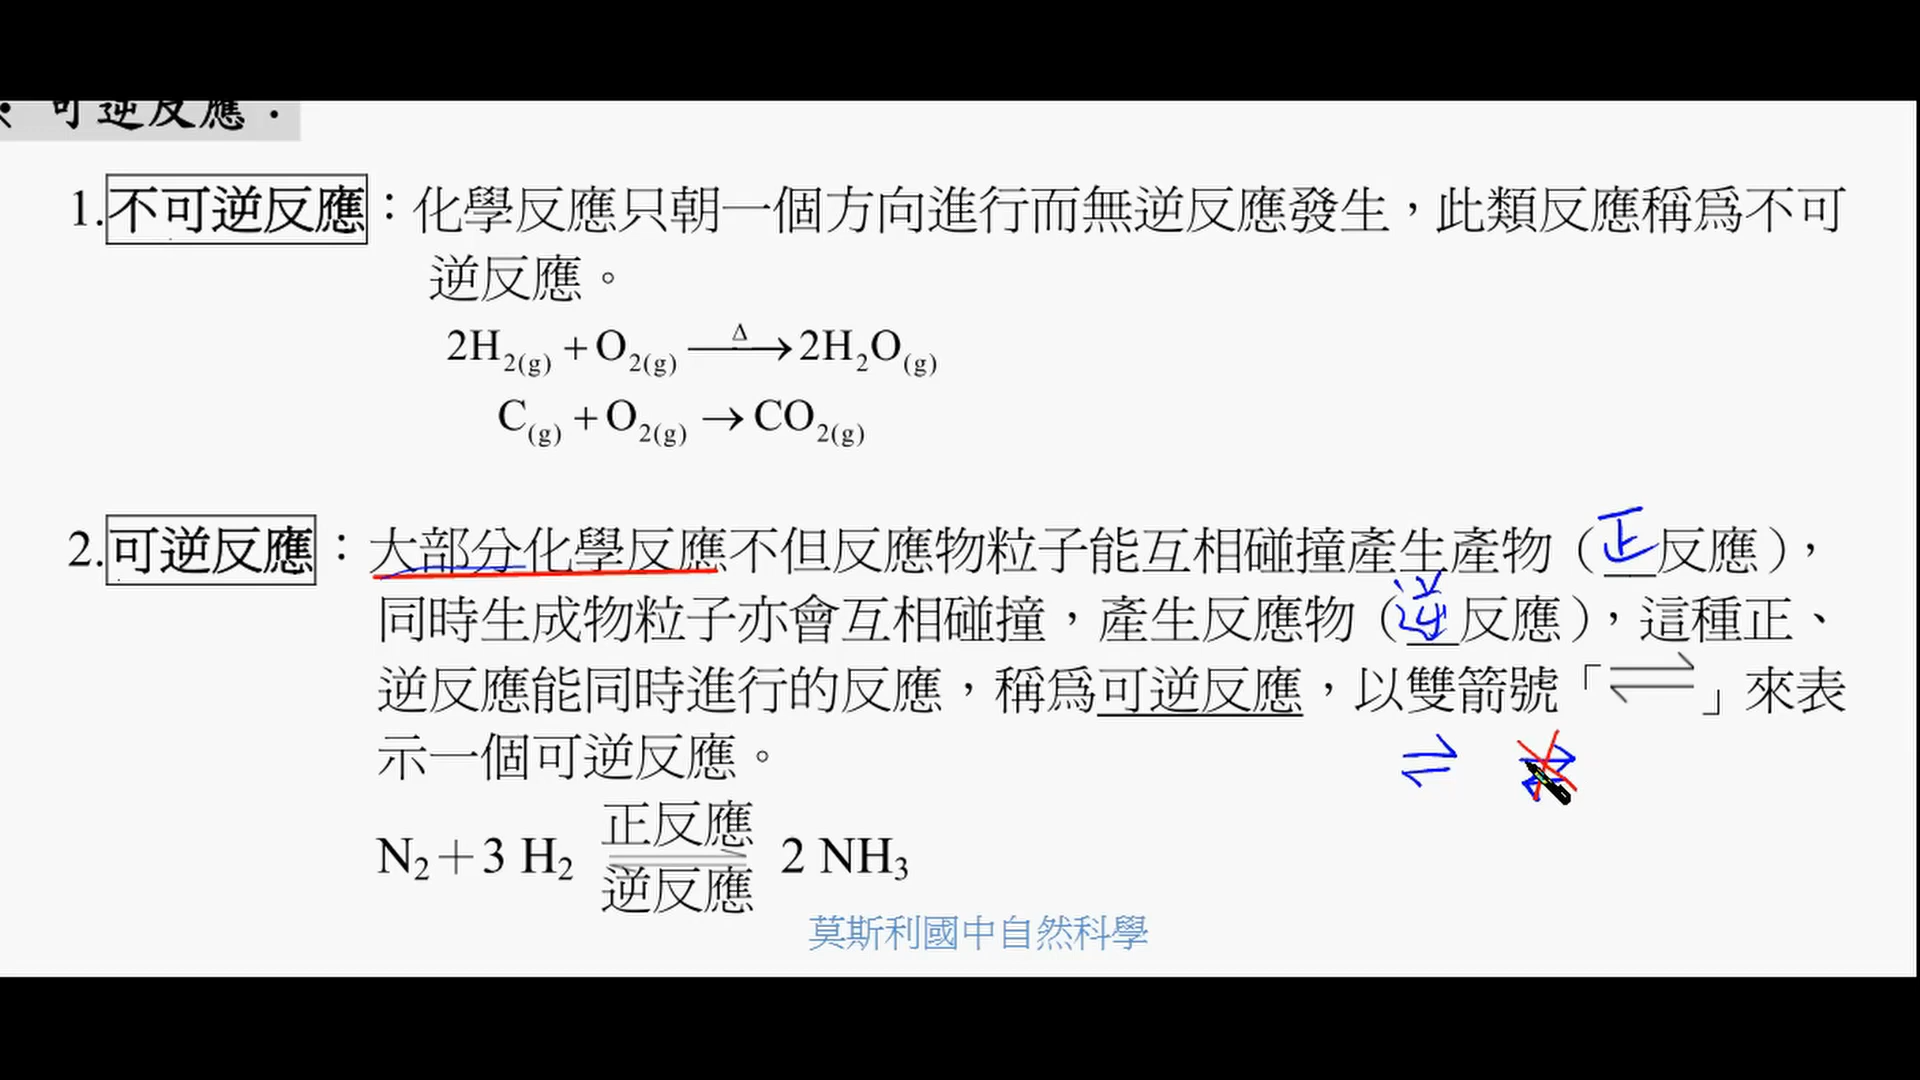 可逆反應：
1.不可逆反應：化學反應只朝一個方向進行而無逆反應發生，此類反應稱爲不可
逆反應。
2H₂(g) + O₂(g) —Δ→ 2H₂O(g)
C(g) + O₂(g) → CO₂(g)
2.可逆反應：大部分化學反應不但反應物粒子能互相碰撞產生產物（正反應），
同時生成物粒子亦會互相碰撞，產生反應物（逆反應），這種正、
逆反應能同時進行的反應，稱爲可逆反應，以雙箭號「⇌」來表
示一個可逆反應。
⇌
正反應
N₂＋3 H₂ ⇌ 2 NH₃
逆反應
莫斯利國中自然科學